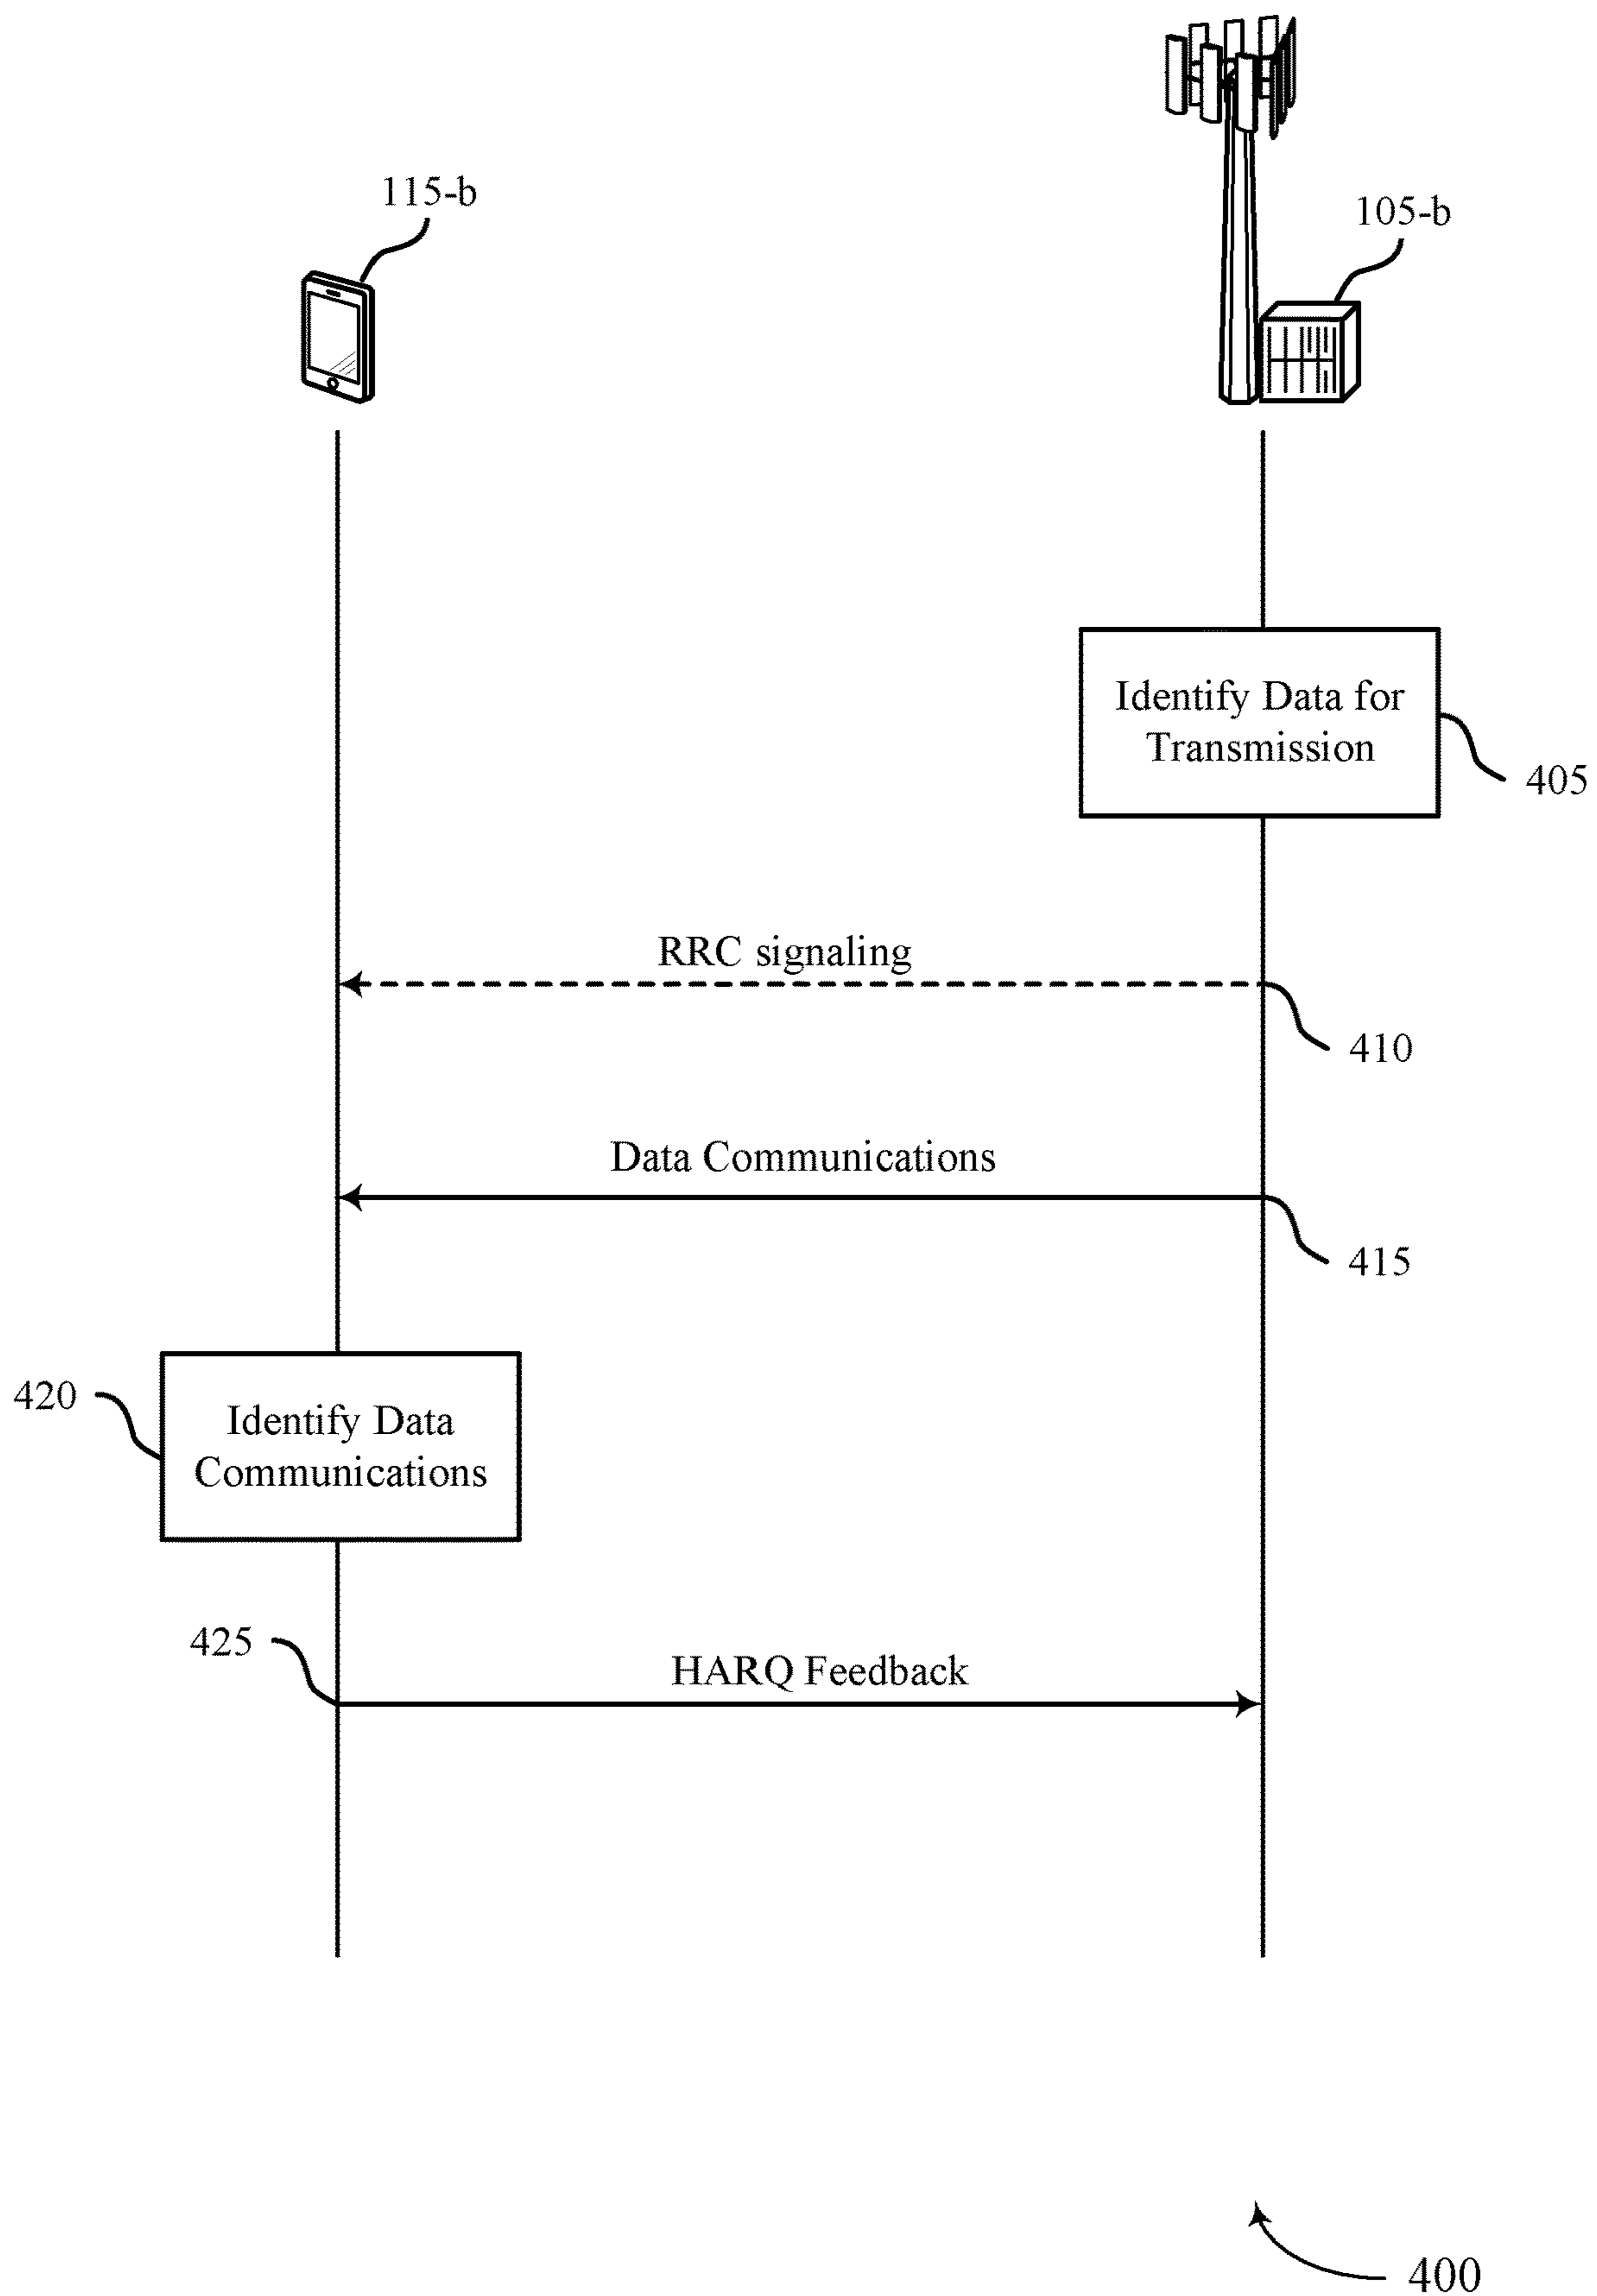 115-b
105-b
Identify Data for
Transmission
405
RRC signaling
410
Data Communications
415
420
Identify Data
Communications
425
HARQ Feedback
400